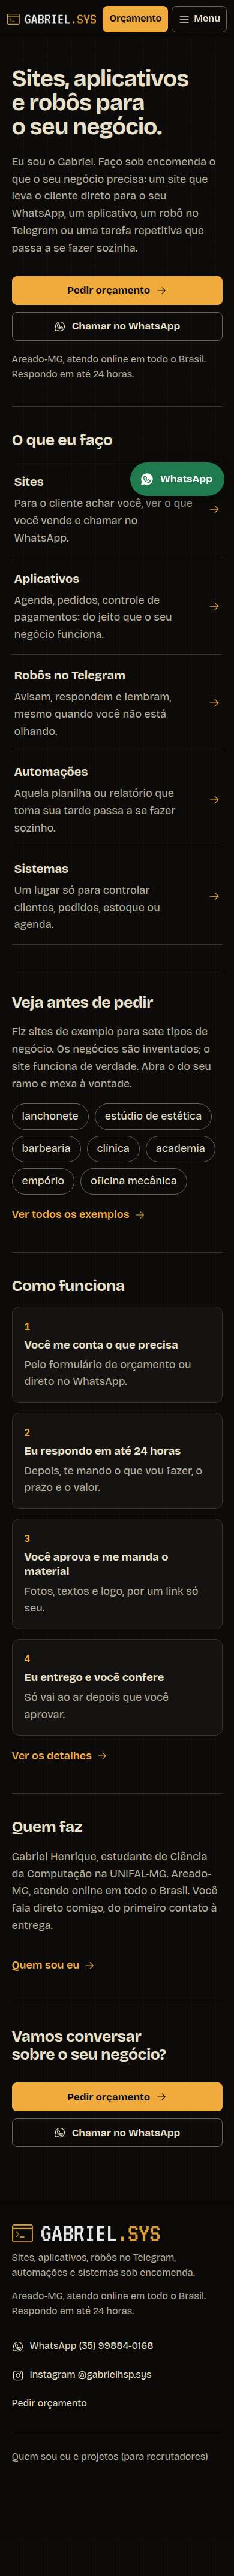 GABRIEL.SYS
Orçamento
Menu
Sites, aplicativos
e robôs para
o seu negócio.
Eu sou o Gabriel. Faço sob encomenda o
que o seu negócio precisa: um site que
leva o cliente direto para o seu
WhatsApp, um aplicativo, um robô no
Telegram ou uma tarefa repetitiva que
passa a se fazer sozinha.
Pedir orçamento →
Chamar no WhatsApp
Areado-MG, atendo online em todo o Brasil.
Respondo em até 24 horas.
O que eu faço
WhatsApp
Sites
Para o cliente achar você, ver o que
você vende e chamar no
WhatsApp.
→
Aplicativos
Agenda, pedidos, controle de
pagamentos: do jeito que o seu
negócio funciona.
→
Robôs no Telegram
Avisam, respondem e lembram,
mesmo quando você não está
olhando.
→
Automações
Aquela planilha ou relatório que
toma sua tarde passa a se fazer
sozinho.
→
Sistemas
Um lugar só para controlar
clientes, pedidos, estoque ou
agenda.
→
Veja antes de pedir
Fiz sites de exemplo para sete tipos de
negócio. Os negócios são inventados; o
site funciona de verdade. Abra o do seu
ramo e mexa à vontade.
lanchonete
estúdio de estética
barbearia
clínica
academia
empório
oficina mecânica
Ver todos os exemplos →
Como funciona
1
Você me conta o que precisa
Pelo formulário de orçamento ou
direto no WhatsApp.
2
Eu respondo em até 24 horas
Depois, te mando o que vou fazer, o
prazo e o valor.
3
Você aprova e me manda o
material
Fotos, textos e logo, por um link só
seu.
4
Eu entrego e você confere
Só vai ao ar depois que você
aprovar.
Ver os detalhes →
Quem faz
Gabriel Henrique, estudante de Ciência
da Computação na UNIFAL-MG. Areado-
MG, atendo online em todo o Brasil. Você
fala direto comigo, do primeiro contato à
entrega.
Quem sou eu →
Vamos conversar
sobre o seu negócio?
Pedir orçamento →
Chamar no WhatsApp
GABRIEL.SYS
Sites, aplicativos, robôs no Telegram,
automações e sistemas sob encomenda.
Areado-MG, atendo online em todo o Brasil.
Respondo em até 24 horas.
WhatsApp (35) 99884-0168
Instagram @gabrielhsp.sys
Pedir orçamento
Quem sou eu e projetos (para recrutadores)